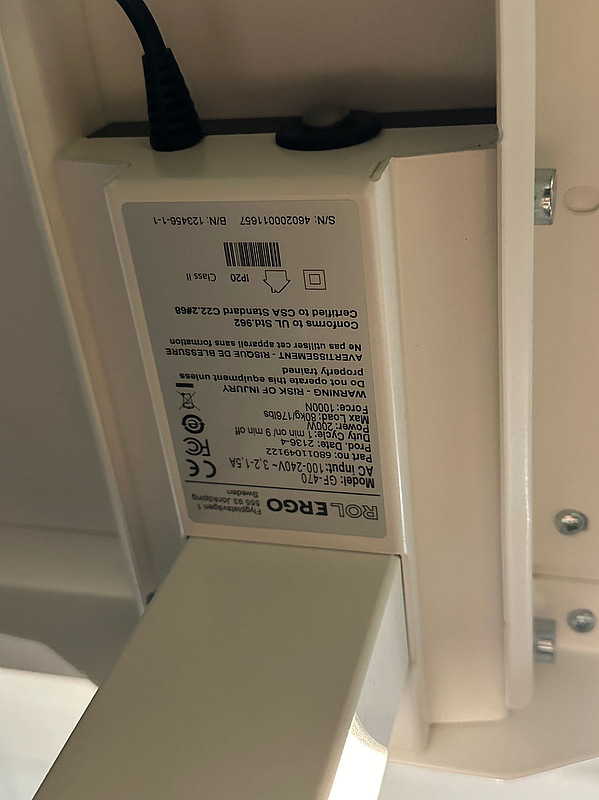 ROL ERGO
Flygplatsvägen 1
555 93 Jönköping
Sweden
Model: GF-470
AC input: 100-240V~ 3,2-1,5A
Part no: 68011049122
Prod. Date: 2136-4
Duty Cycle: 1 min on/ 9 min off
Power: 200W
Max Load: 80kg/176lbs
Force: 1000N
CE
FC
WARNING - RISK OF INJURY
Do not operate this equipment unless
properly trained
AVERTISSEMENT - RISQUE DE BLESSURE
Ne pas utiliser cet appareil sans formation
Conforms to UL Std.962
Certified to CSA Standard C22.2#68
IP20 Class II
S/N: 460200011657 B/N: 123456-1-1